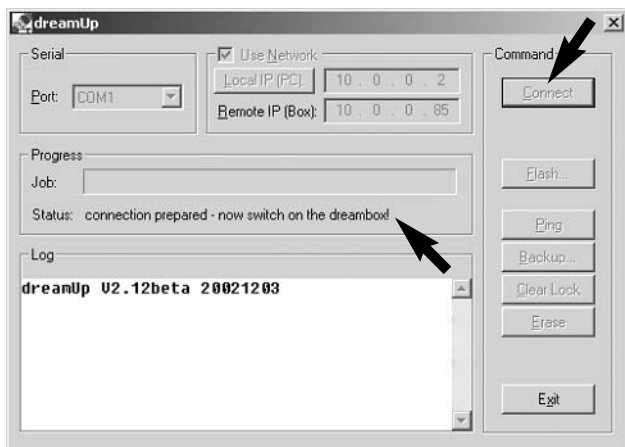 dreamUp
Serial
Port: COM1
Use Network
Local IP (PC): 10 . 0 . 0 . 2
Remote IP (Box): 10 . 0 . 0 . 85
Command
Connect
Progress
Job:
Status: connection prepared - now switch on the dreambox!
Flash...
Ping
Backup...
Clear Lock
Erase
Exit
Log
dreamUp V2.12beta 20021203